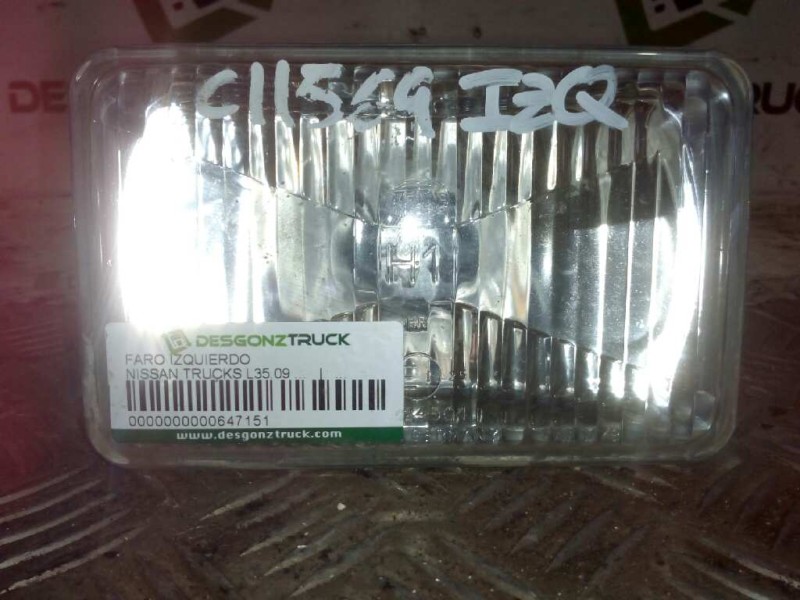 C11569 IZQ
H1
DESGONZTRUCK
FARO IZQUIERDO
NISSAN TRUCKS L35.09
0000000000647151
www.desgonztruck.com